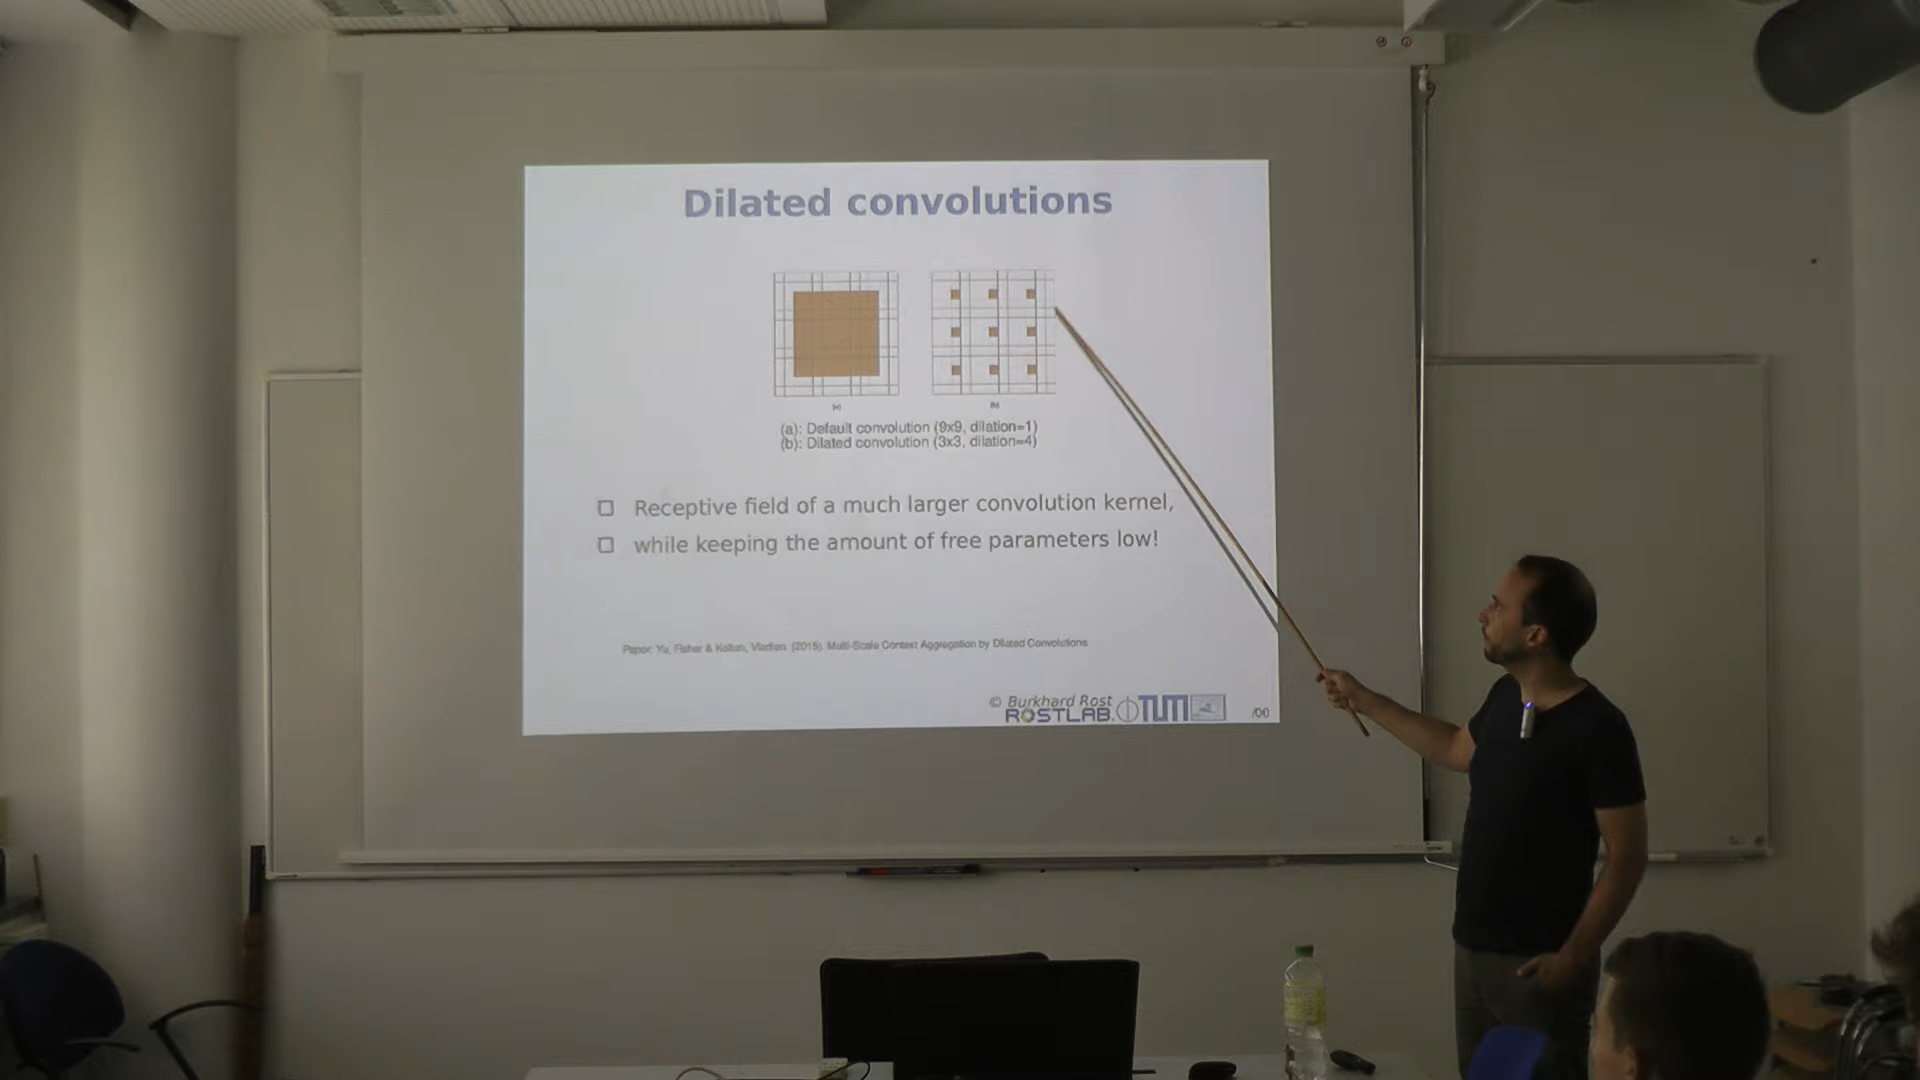 Dilated convolutions
(a) (b)
(a): Default convolution (9x9, dilation=1)
(b): Dilated convolution (3x3, dilation=4)
Receptive field of a much larger convolution kernel,
while keeping the amount of free parameters low!
Paper: Yu, Fisher & Koltun, Vladlen. (2015). Multi-Scale Context Aggregation by Dilated Convolutions
© Burkhard Rost
ROSTLAB. TUM
/00